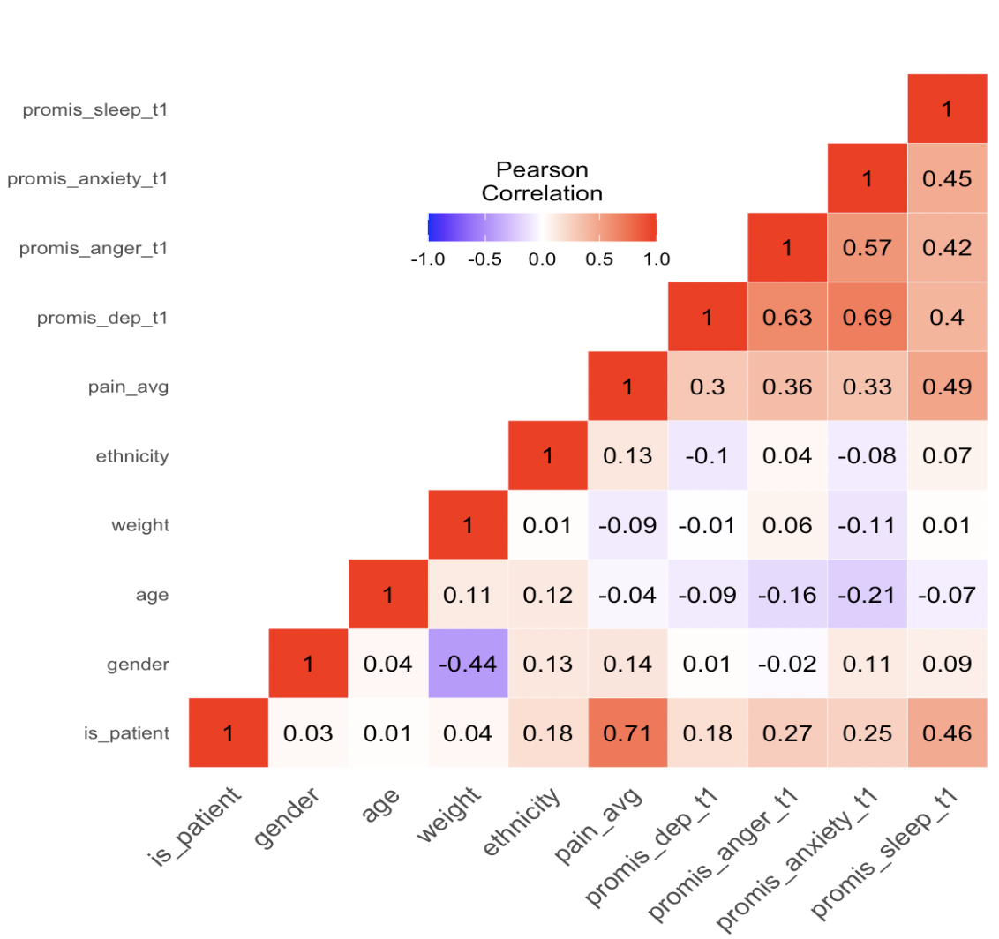 promis_sleep_t1 1
Pearson
Correlation
promis_anxiety_t1 1 0.45
-1.0 -0.5 0.0 0.5 1.0
promis_anger_t1 1 0.57 0.42
promis_dep_t1 1 0.63 0.69 0.4
pain_avg 1 0.3 0.36 0.33 0.49
ethnicity 1 0.13 -0.1 0.04 -0.08 0.07
weight 1 0.01 -0.09 -0.01 0.06 -0.11 0.01
age 1 0.11 0.12 -0.04 -0.09 -0.16 -0.21 -0.07
gender 1 0.04 -0.44 0.13 0.14 0.01 -0.02 0.11 0.09
is_patient 1 0.03 0.01 0.04 0.18 0.71 0.18 0.27 0.25 0.46
is_patient gender age weight ethnicity pain_avg promis_dep_t1 promis_anger_t1 promis_anxiety_t1 promis_sleep_t1